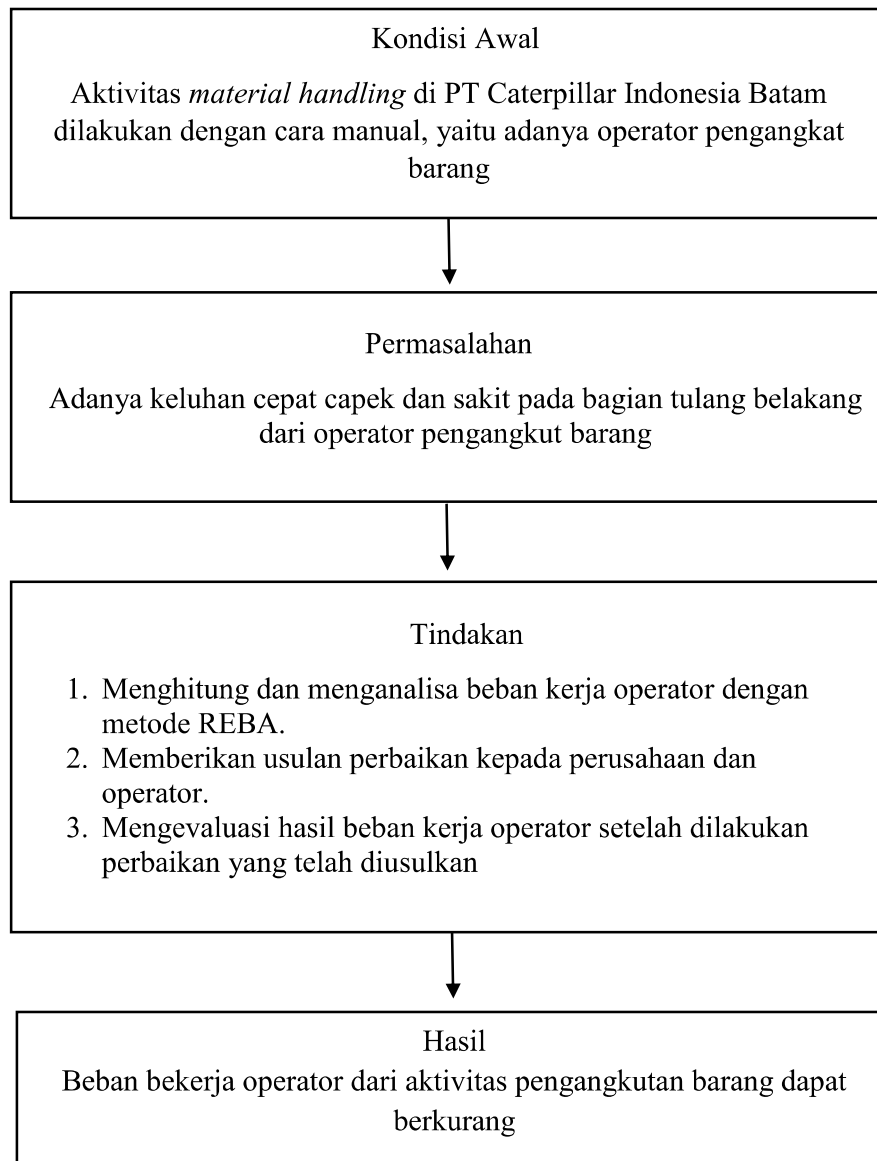 Kondisi Awal
Aktivitas material handling di PT Caterpillar Indonesia Batam
dilakukan dengan cara manual, yaitu adanya operator pengangkat
barang
Permasalahan
Adanya keluhan cepat capek dan sakit pada bagian tulang belakang
dari operator pengangkut barang
Tindakan
1. Menghitung dan menganalisa beban kerja operator dengan
metode REBA.
2. Memberikan usulan perbaikan kepada perusahaan dan
operator.
3. Mengevaluasi hasil beban kerja operator setelah dilakukan
perbaikan yang telah diusulkan
Hasil
Beban bekerja operator dari aktivitas pengangkutan barang dapat
berkurang